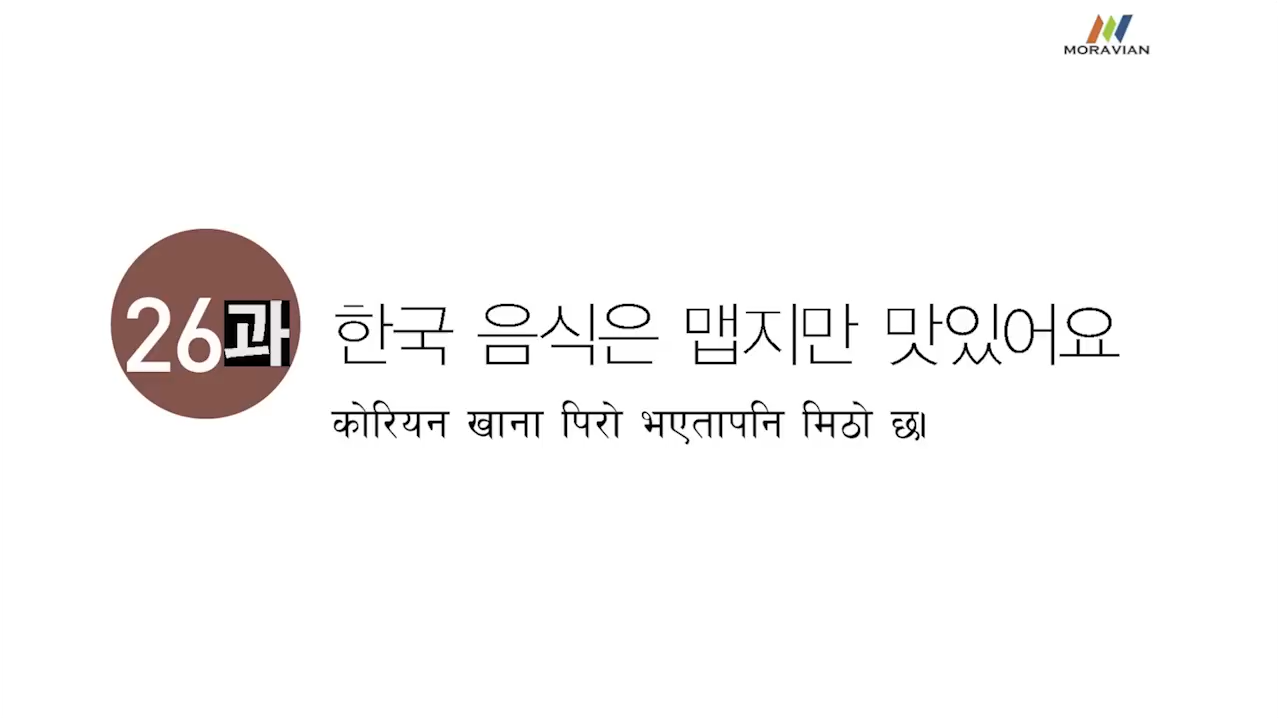 MORAVIAN
26과 한국 음식은 맵지만 맛있어요
कोरियन खाना पिरो भएतापनि मिठो छ।